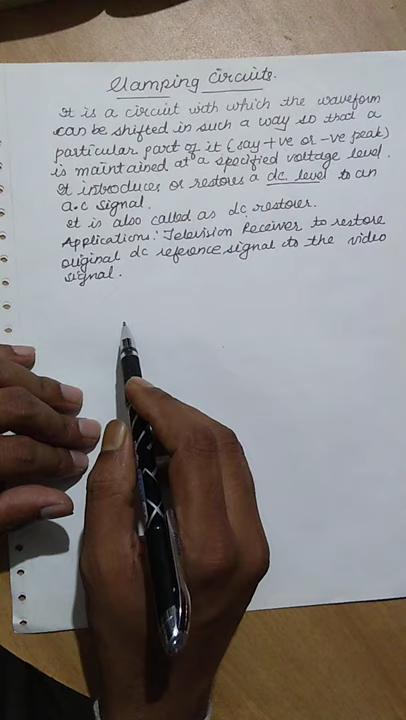 Clamping Circuits.
It is a circuit with which the waveform
can be shifted in such a way so that a
particular part of it (say +ve or -ve peak)
is maintained at a specified voltage level.
It introduces or restores a dc level to an
a.c signal.
It is also called as dc restorer.
Applications: Television Receiver to restore
original dc reference signal to the video
signal.